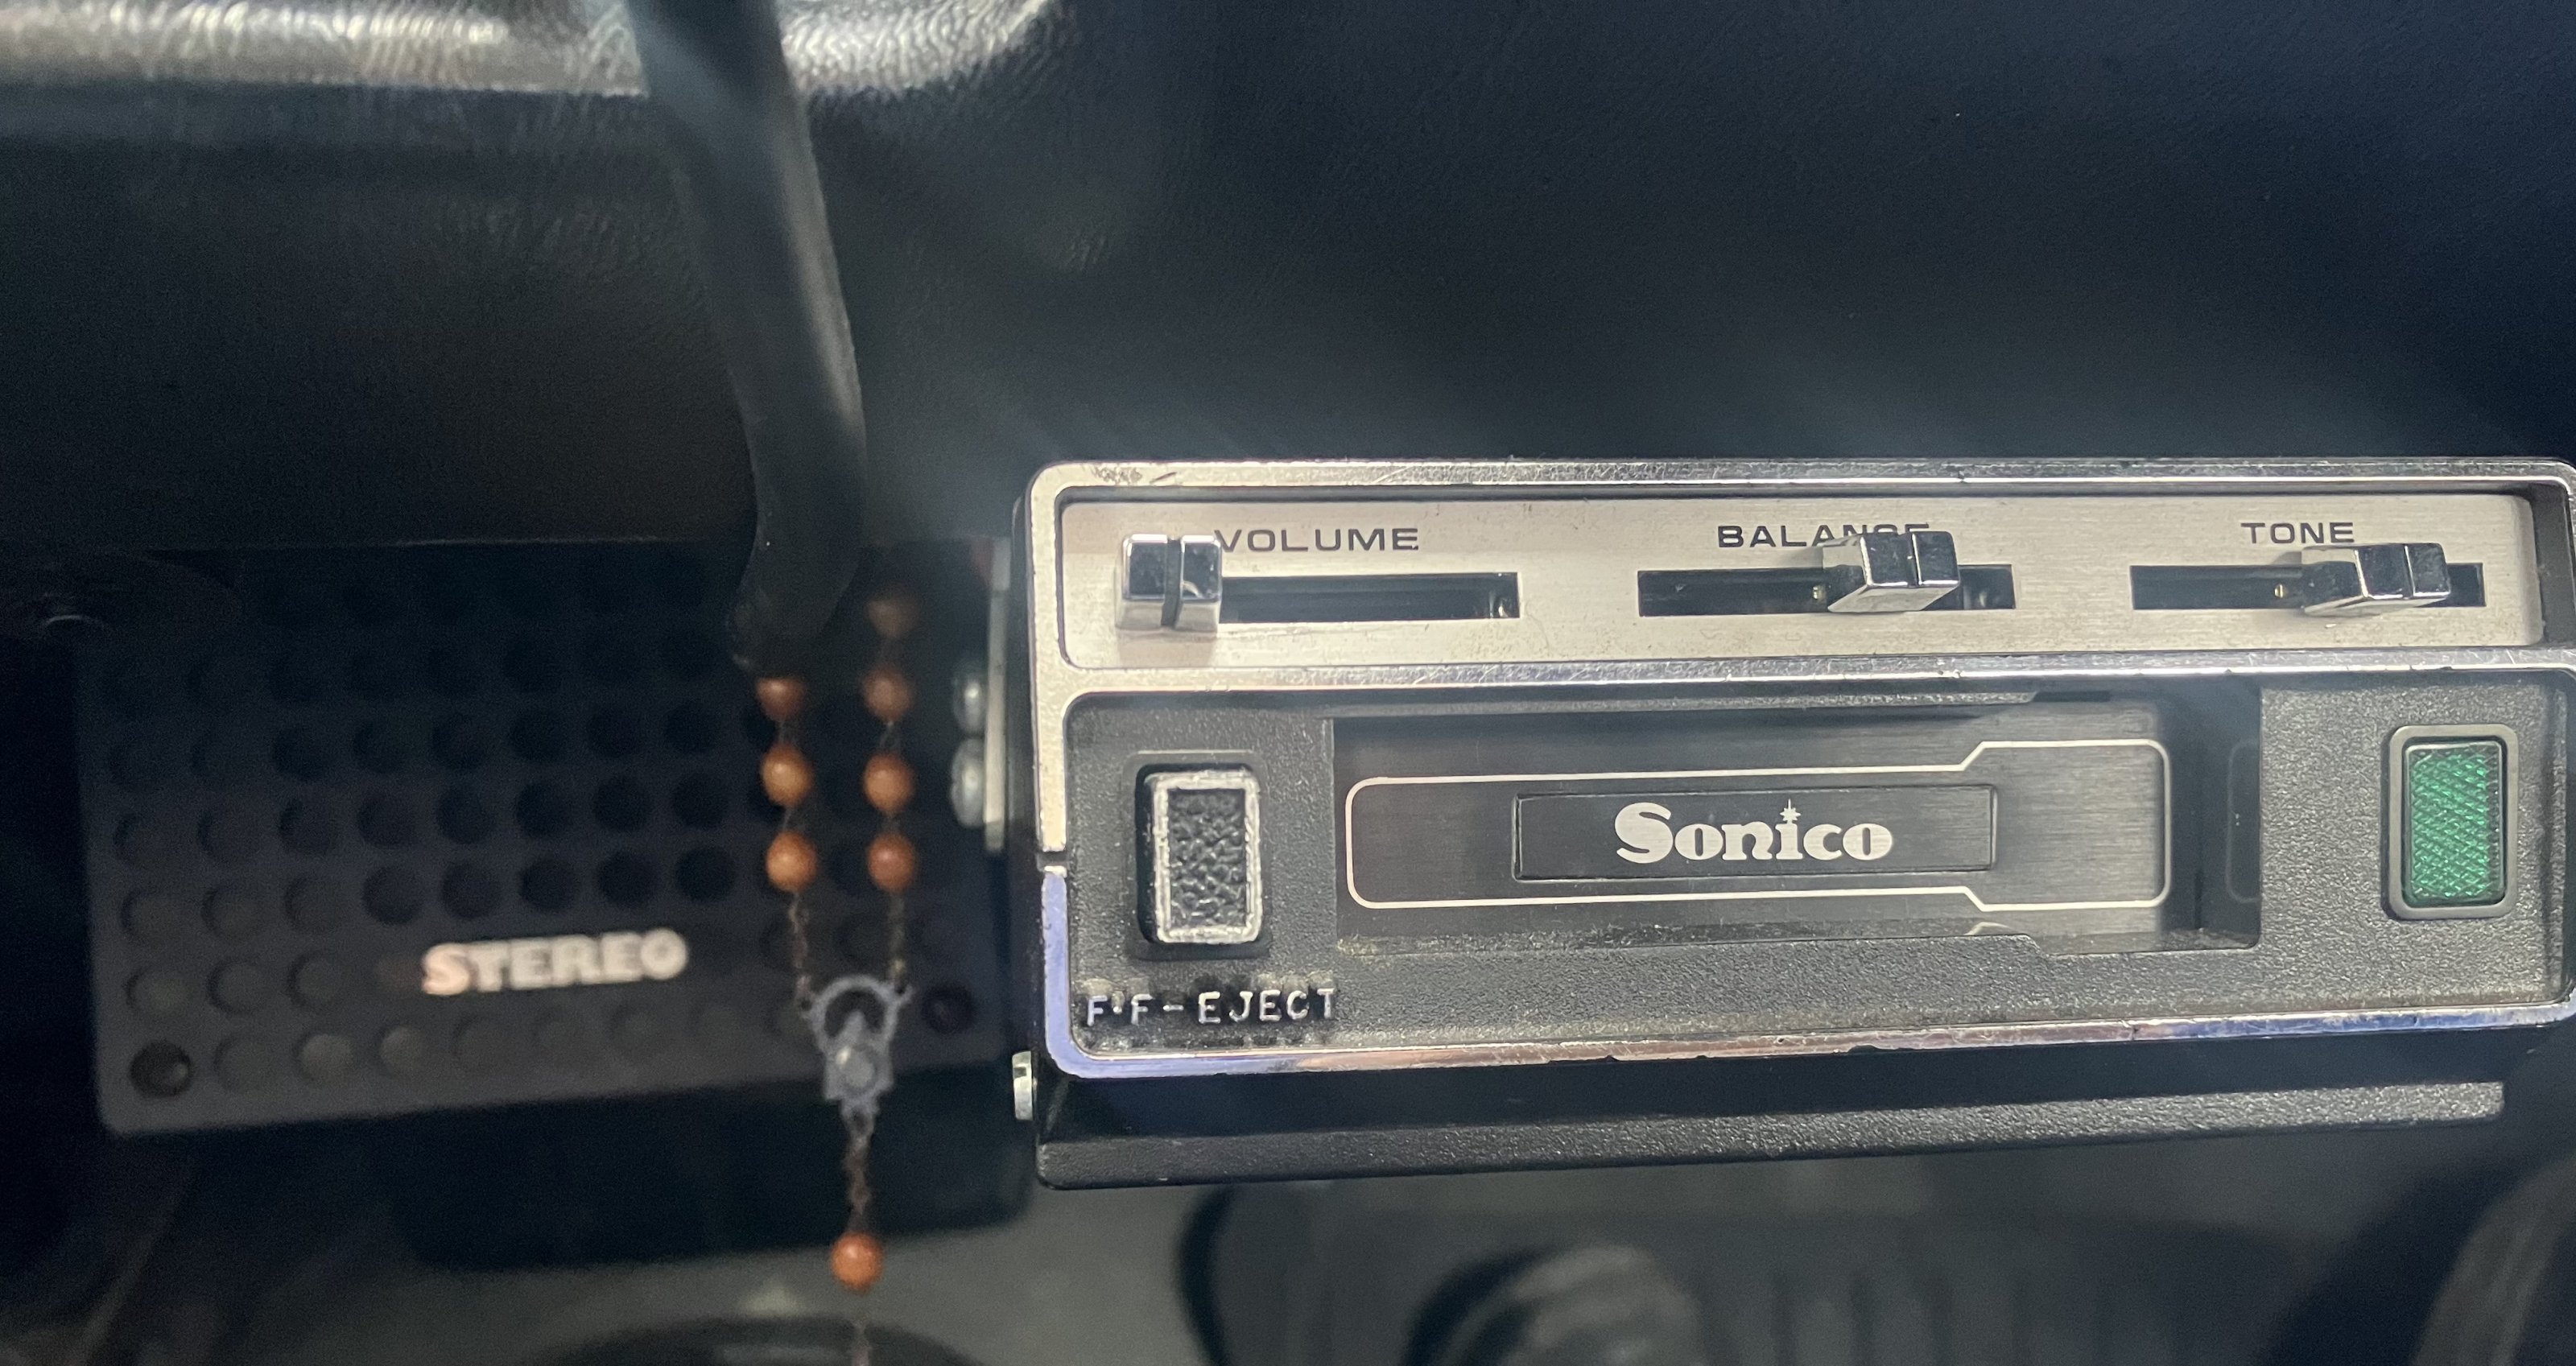 VOLUME
BALANCE
TONE
Sonico
STEREO
F·F-EJECT